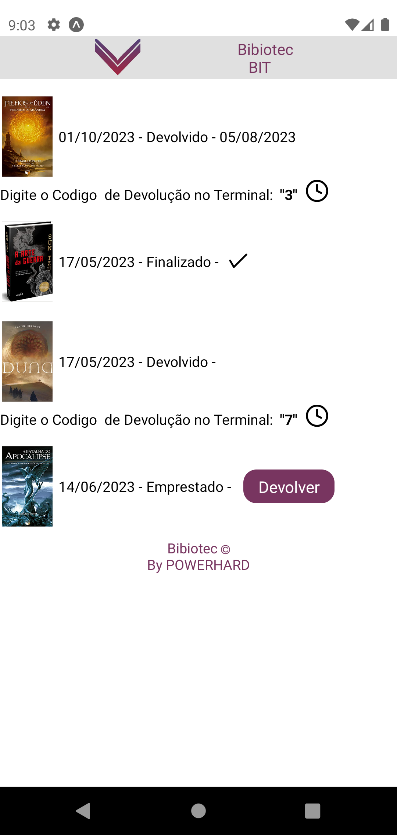 9:03
Bibiotec
BIT
01/10/2023 - Devolvido - 05/08/2023
Digite o Codigo  de Devolução no Terminal:  "3"
17/05/2023 - Finalizado -
DUNA
17/05/2023 - Devolvido -
Digite o Codigo  de Devolução no Terminal:  "7"
APOCALIPSE
14/06/2023 - Emprestado -
Devolver
Bibiotec ©
By POWERHARD